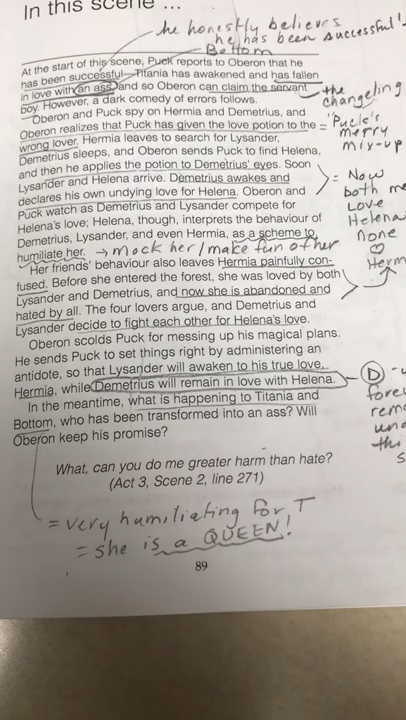 In this scene ...
he honestly believes
he has been successful!
Bottom
At the start of this scene, Puck reports to Oberon that he
has been successful—Titania has awakened and has fallen
in love with an ass and so Oberon can claim the servant
boy. However, a dark comedy of errors follows.
the
changeling
Oberon and Puck spy on Hermia and Demetrius, and
Oberon realizes that Puck has given the love potion to the
wrong lover. Hermia leaves to search for Lysander,
= 'Pucle's
merry
mix-up
Demetrius sleeps, and Oberon sends Puck to find Helena,
and then he applies the potion to Demetrius' eyes. Soon
Lysander and Helena arrive. Demetrius awakes and
declares his own undying love for Helena. Oberon and
Puck watch as Demetrius and Lysander compete for
Helena's love; Helena, though, interprets the behaviour of
Demetrius, Lysander, and even Hermia, as a scheme to
humiliate her. → mock her/make fun of her
= Now
both me
Love
Helena
none
♡
Herm
Her friends' behaviour also leaves Hermia painfully con-
fused. Before she entered the forest, she was loved by both
Lysander and Demetrius, and now she is abandoned and
hated by all. The four lovers argue, and Demetrius and
Lysander decide to fight each other for Helena's love.
Oberon scolds Puck for messing up his magical plans.
He sends Puck to set things right by administering an
antidote, so that Lysander will awaken to his true love,
Hermia, while Demetrius will remain in love with Helena.
D
fore
rema
und
the
s
In the meantime, what is happening to Titania and
Bottom, who has been transformed into an ass? Will
Oberon keep his promise?
What, can you do me greater harm than hate?
(Act 3, Scene 2, line 271)
= very humiliating for T
= she is a QUEEN!
89